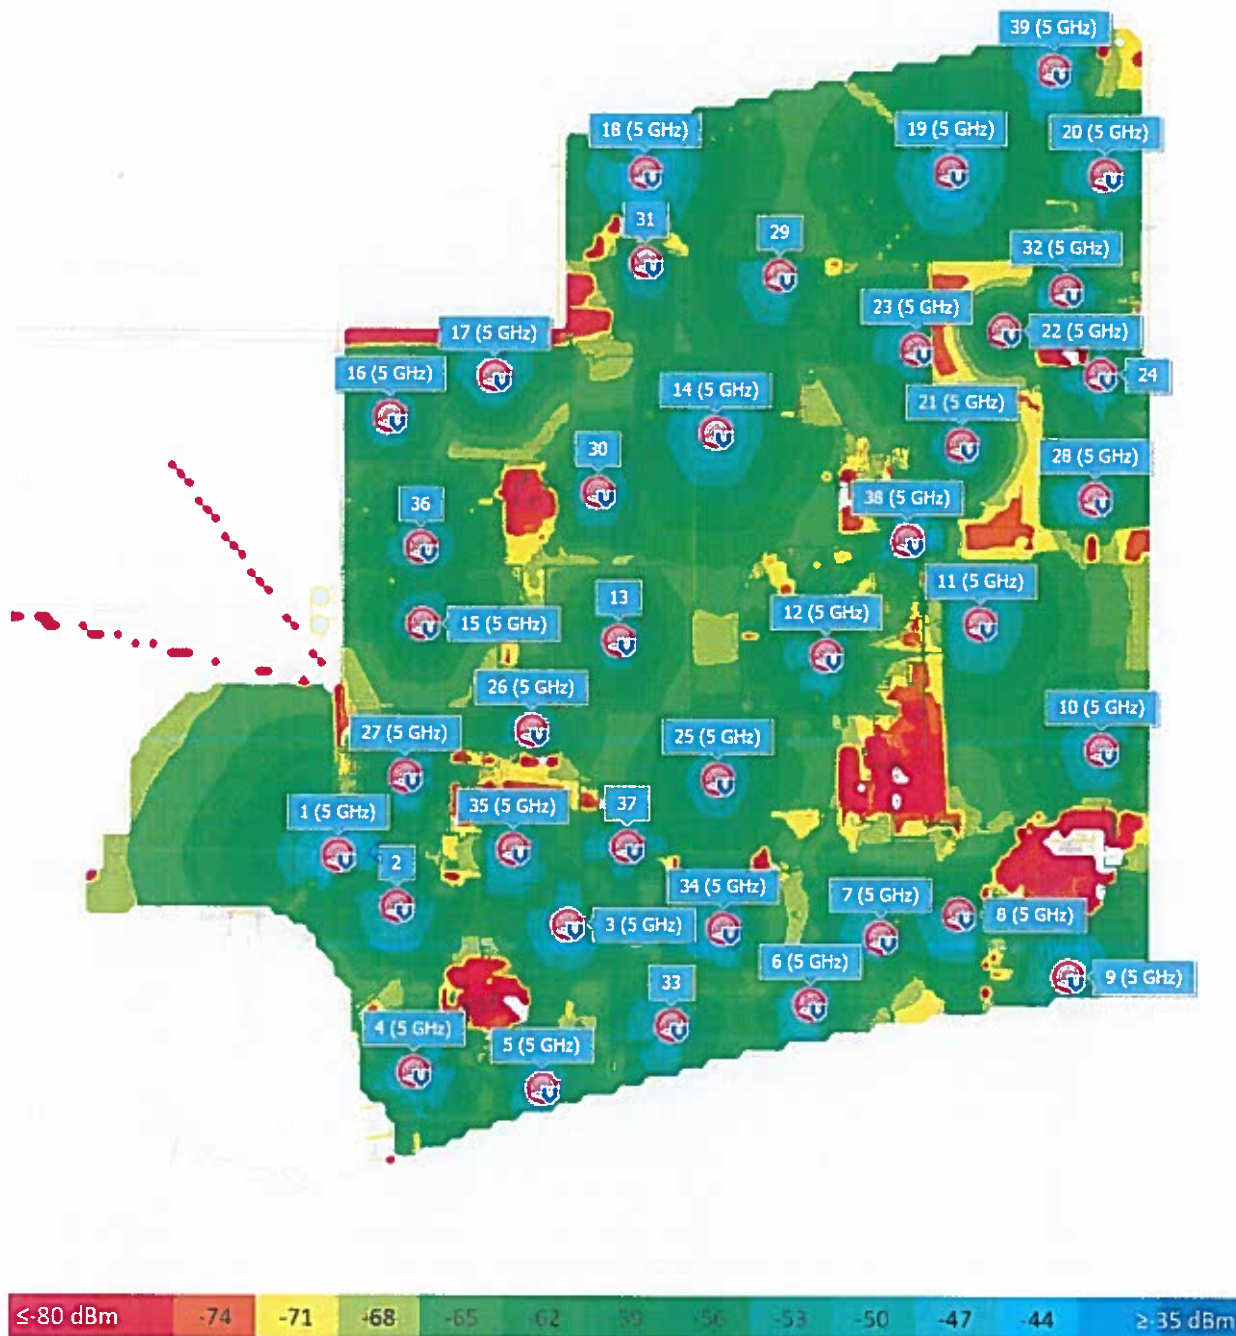 39 (5 GHz)
18 (5 GHz)
19 (5 GHz)
20 (5 GHz)
31
29
32 (5 GHz)
23 (5 GHz)
17 (5 GHz)
22 (5 GHz)
16 (5 GHz)
24
14 (5 GHz)
21 (5 GHz)
30
28 (5 GHz)
36
38 (5 GHz)
11 (5 GHz)
13
12 (5 GHz)
15 (5 GHz)
26 (5 GHz)
10 (5 GHz)
27 (5 GHz)
25 (5 GHz)
1 (5 GHz)
35 (5 GHz)
37
2
34 (5 GHz)
7 (5 GHz)
8 (5 GHz)
3 (5 GHz)
6 (5 GHz)
9 (5 GHz)
33
4 (5 GHz)
5 (5 GHz)
≤-80 dBm -74 -71 -68 -65 -62 -59 -56 -53 -50 -47 -44 ≥-35 dBm